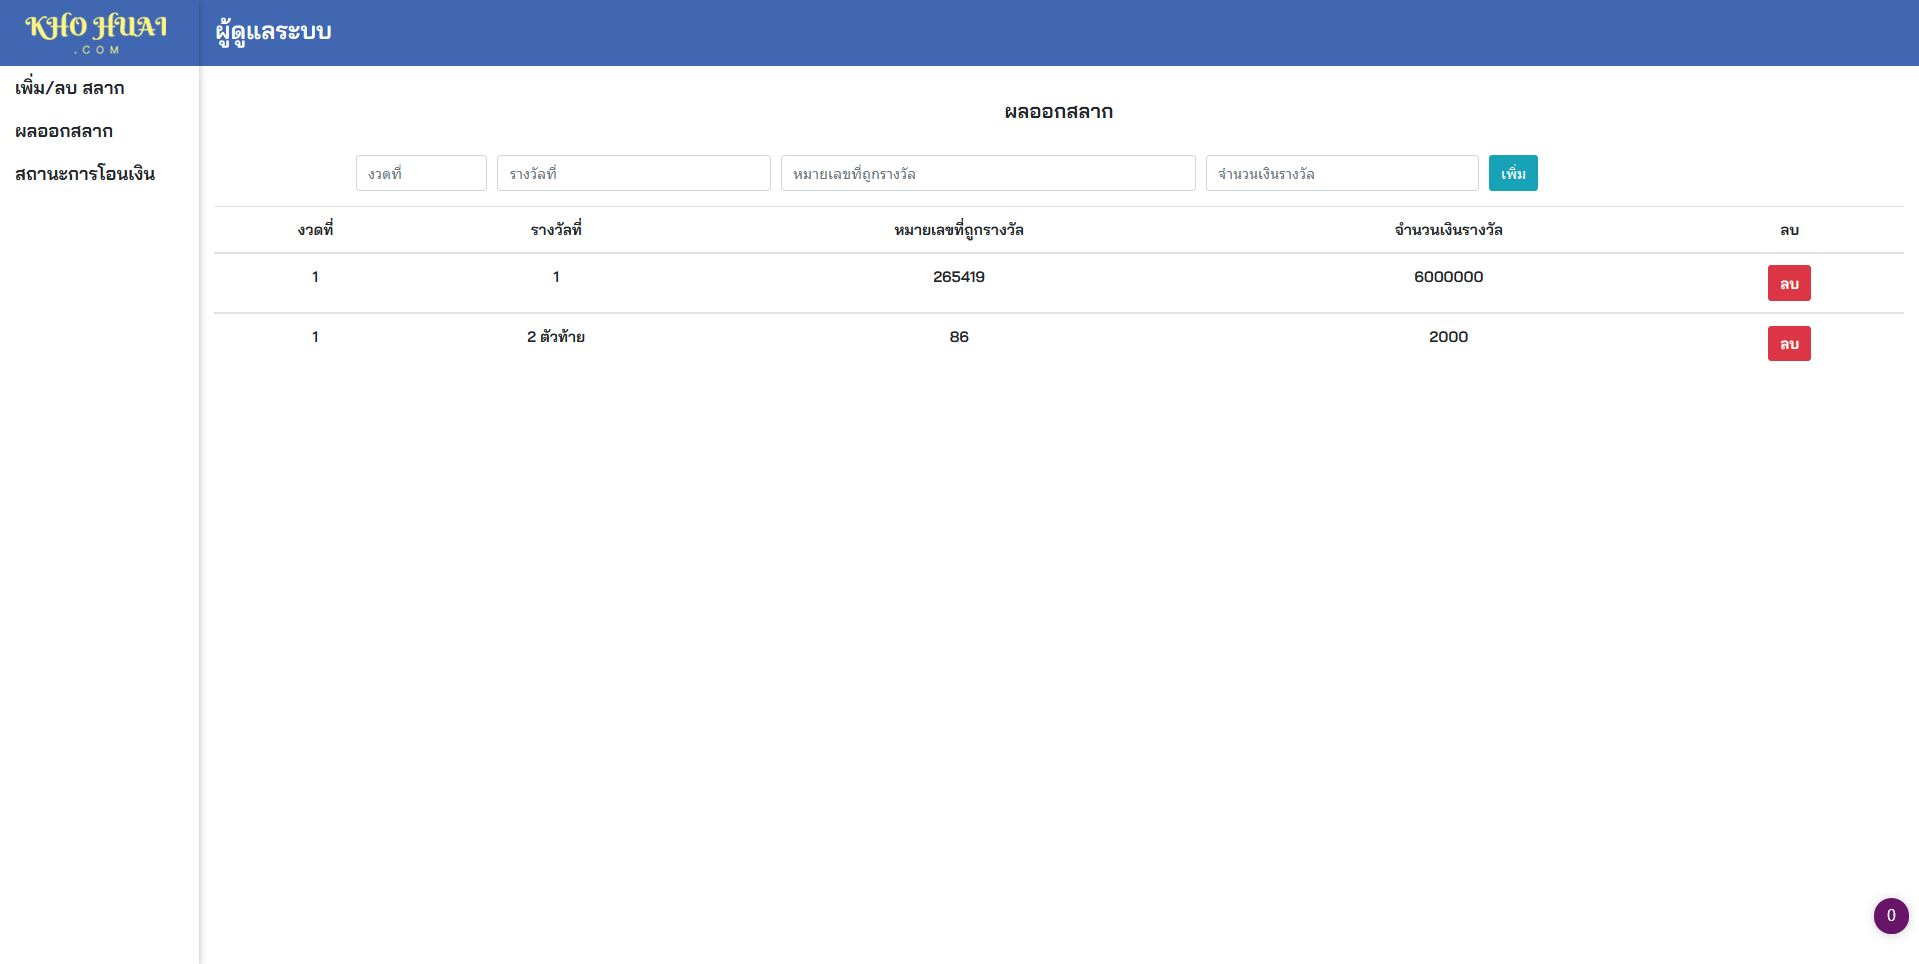 KHO HUAI
.COM
ผู้ดูแลระบบ
เพิ่ม/ลบ สลาก
ผลออกสลาก
สถานะการโอนเงิน
ผลออกสลาก
งวดที่ รางวัลที่ หมายเลขที่ถูกรางวัล จำนวนเงินรางวัล เพิ่ม
งวดที่ รางวัลที่ หมายเลขที่ถูกรางวัล จำนวนเงินรางวัล ลบ
1 1 265419 6000000 ลบ
1 2 ตัวท้าย 86 2000 ลบ
0